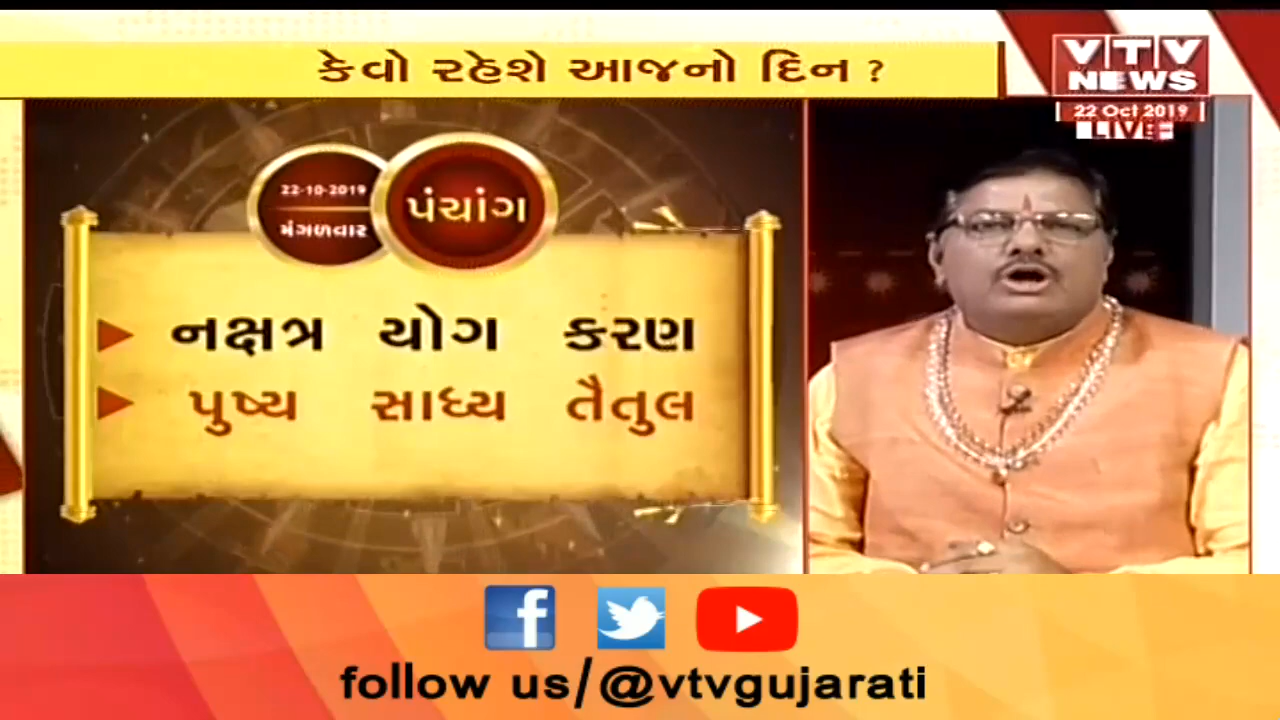 કેવો રહેશે આજનો દિન ?
VTV
NEWS
22 Oct 2019
LIVE
22-10-2019
મંગળવાર
પંચાંગ
નક્ષત્ર યોગ કરણ
પુષ્ય સાધ્ય તૈતુલ
follow us/@vtvgujarati